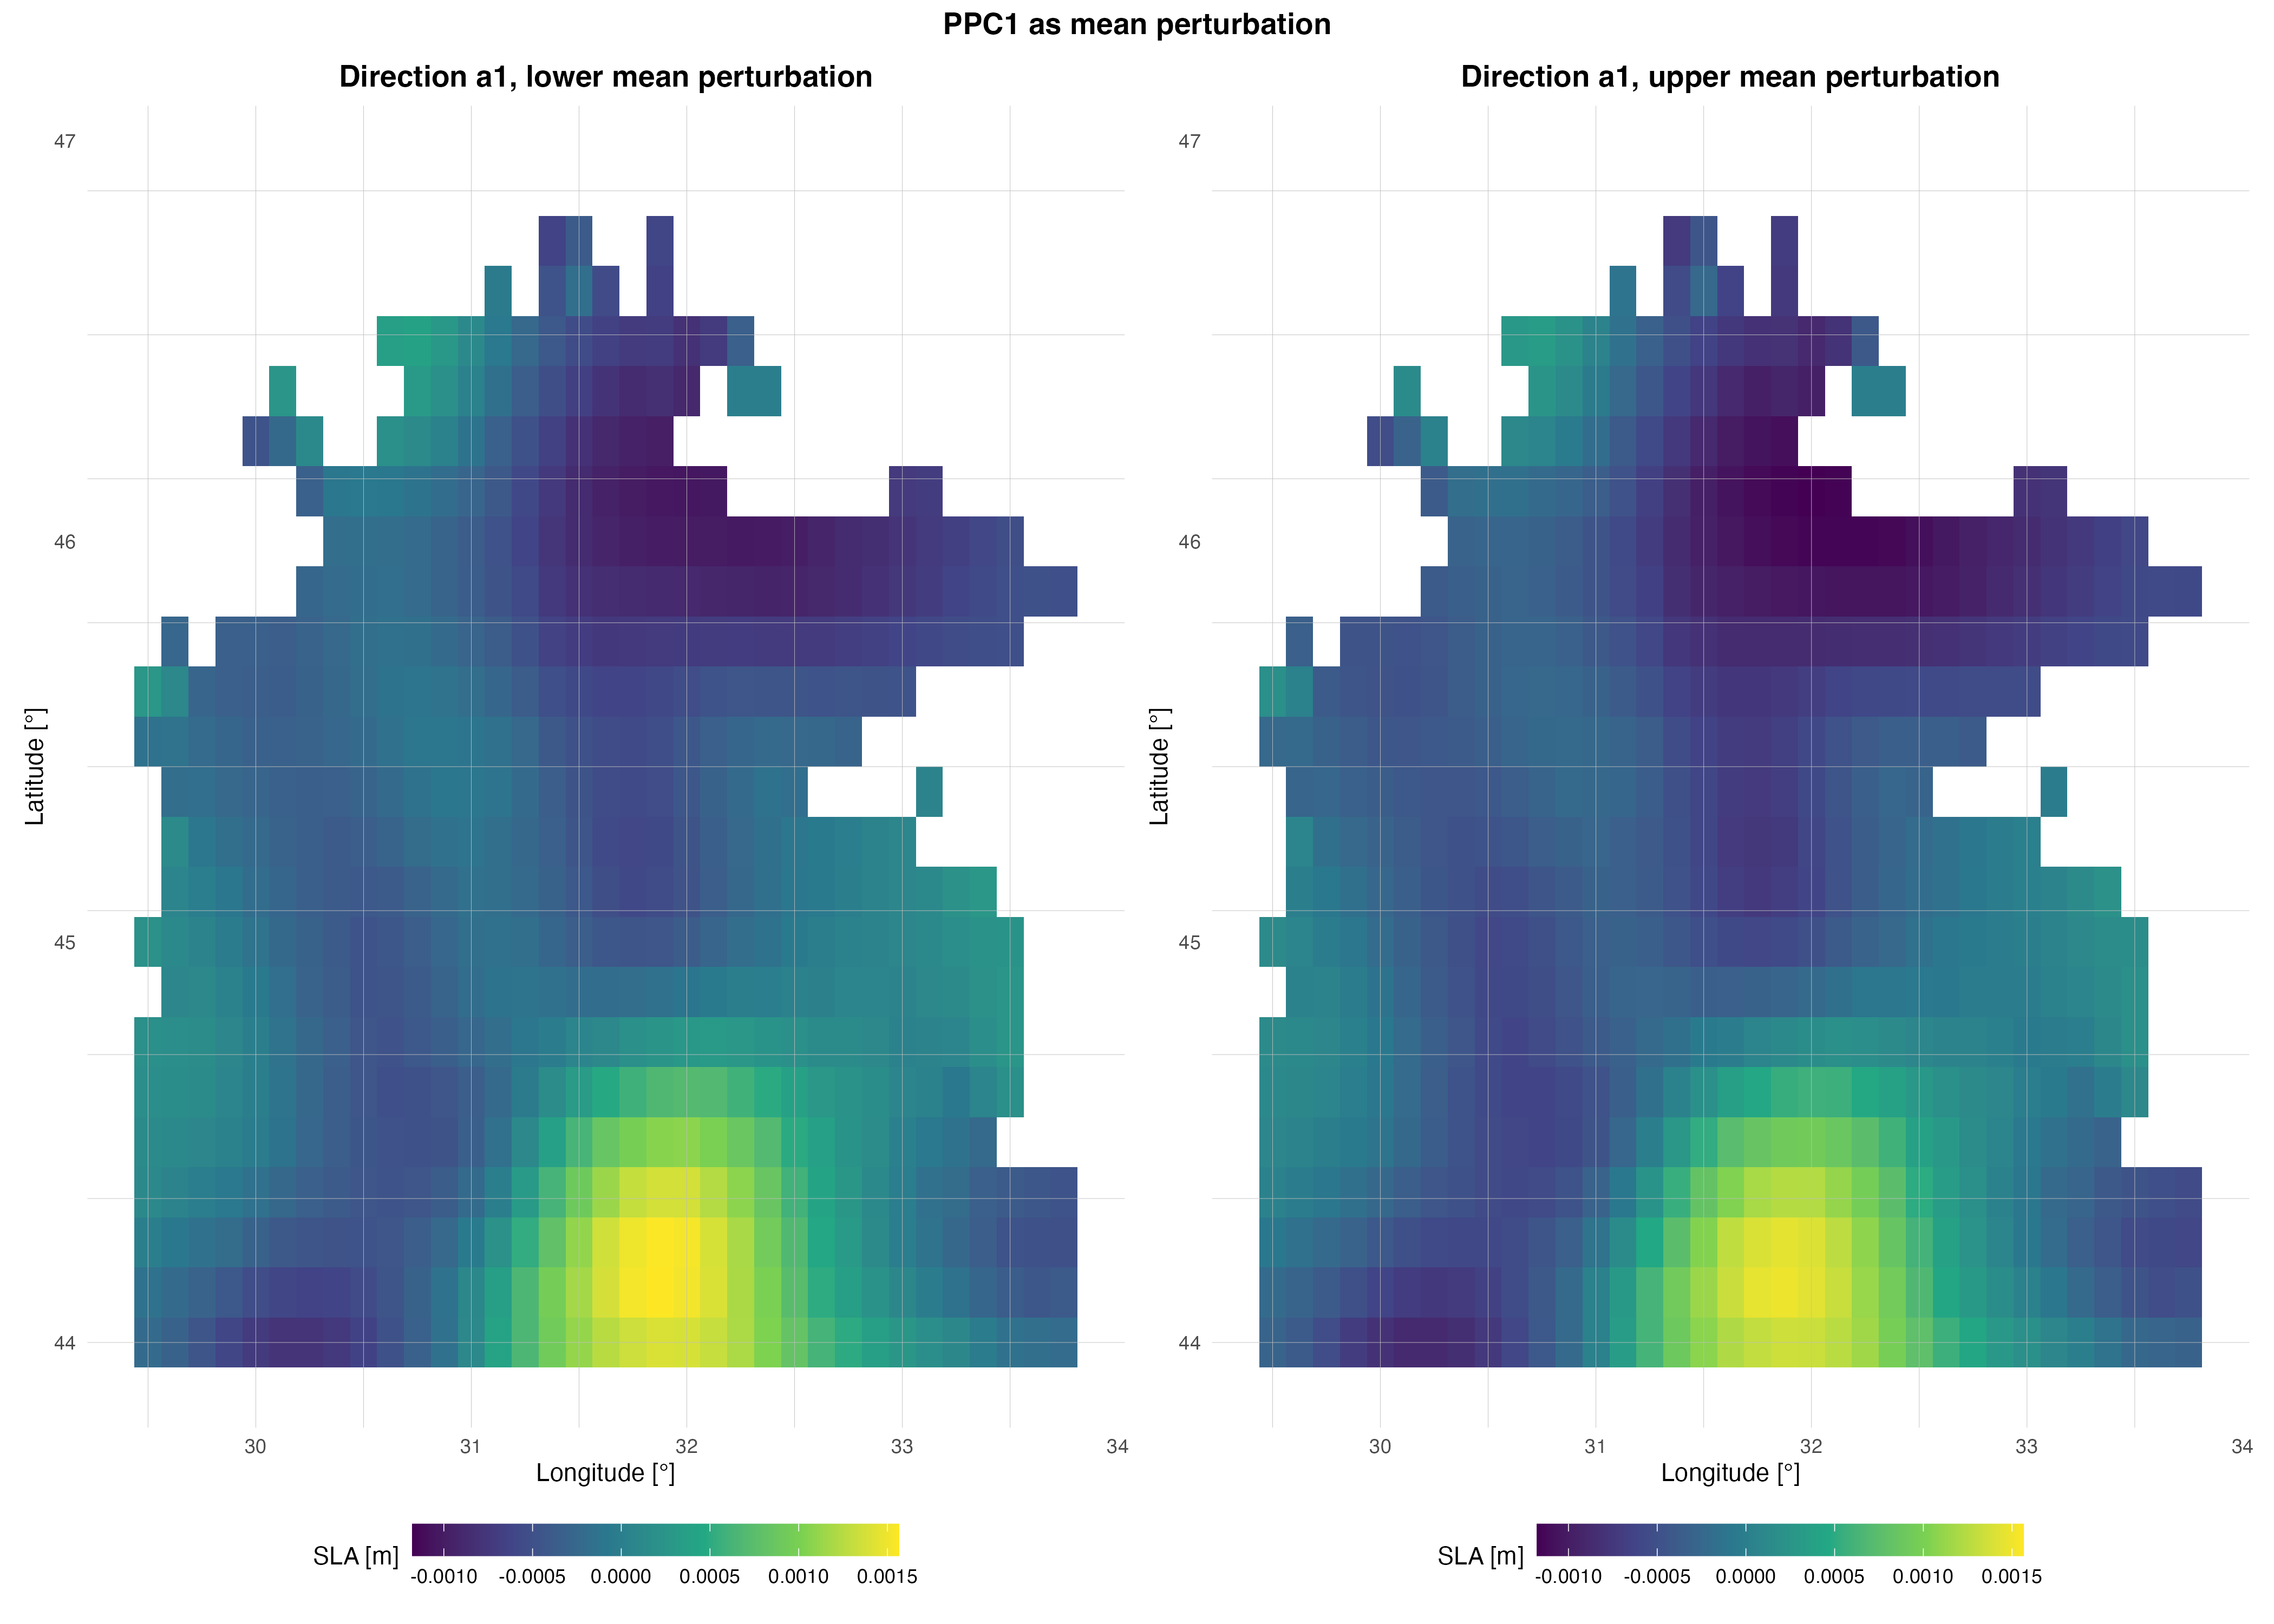 PPC1 as mean perturbation
Direction a1, lower mean perturbation
Direction a1, upper mean perturbation
47
46
45
44
Latitude [°]
30 31 32 33 34
Longitude [°]
SLA [m]
-0.0010 -0.0005 0.0000 0.0005 0.0010 0.0015
47
46
45
44
Latitude [°]
30 31 32 33 34
Longitude [°]
SLA [m]
-0.0010 -0.0005 0.0000 0.0005 0.0010 0.0015